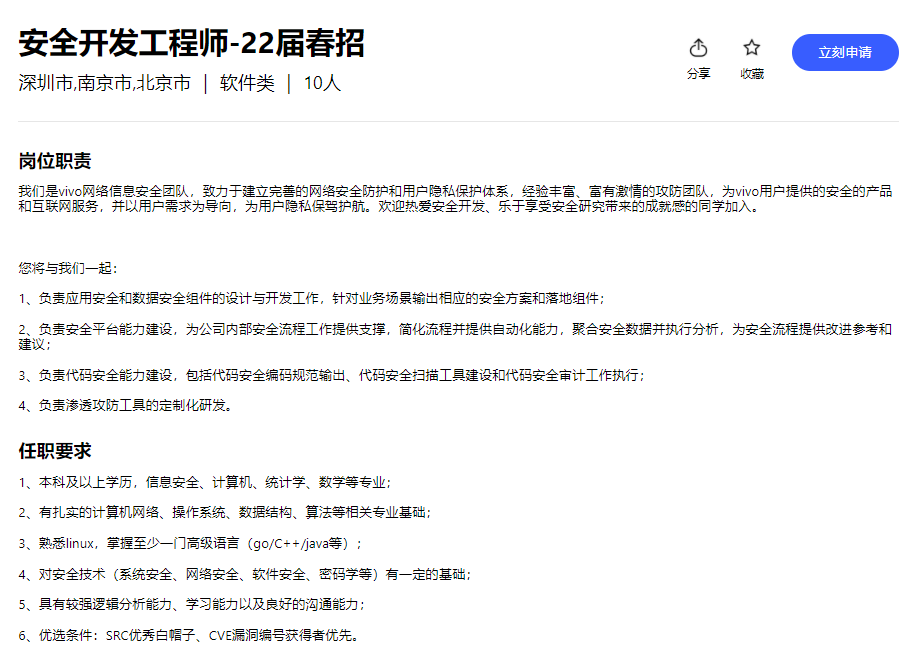 安全开发工程师-22届春招
深圳市,南京市,北京市 | 软件类 | 10人
分享
收藏
立刻申请
岗位职责
我们是vivo网络信息安全团队，致力于建立完善的网络安全防护和用户隐私保护体系，经验丰富、富有激情的攻防团队，为vivo用户提供的安全的产品
和互联网服务，并以用户需求为导向，为用户隐私保驾护航。欢迎热爱安全开发、乐于享受安全研究带来的成就感的同学加入。
您将与我们一起：
1、负责应用安全和数据安全组件的设计与开发工作，针对业务场景输出相应的安全方案和落地组件；
2、负责安全平台能力建设，为公司内部安全流程工作提供支撑，简化流程并提供自动化能力，聚合安全数据并执行分析，为安全流程提供改进参考和
建议；
3、负责代码安全能力建设，包括代码安全编码规范输出、代码安全扫描工具建设和代码安全审计工作执行；
4、负责渗透攻防工具的定制化研发。
任职要求
1、本科及以上学历，信息安全、计算机、统计学、数学等专业；
2、有扎实的计算机网络、操作系统、数据结构、算法等相关专业基础；
3、熟悉linux，掌握至少一门高级语言（go/C++/java等）；
4、对安全技术（系统安全、网络安全、软件安全、密码学等）有一定的基础；
5、具有较强逻辑分析能力、学习能力以及良好的沟通能力；
6、优选条件：SRC优秀白帽子、CVE漏洞编号获得者优先。